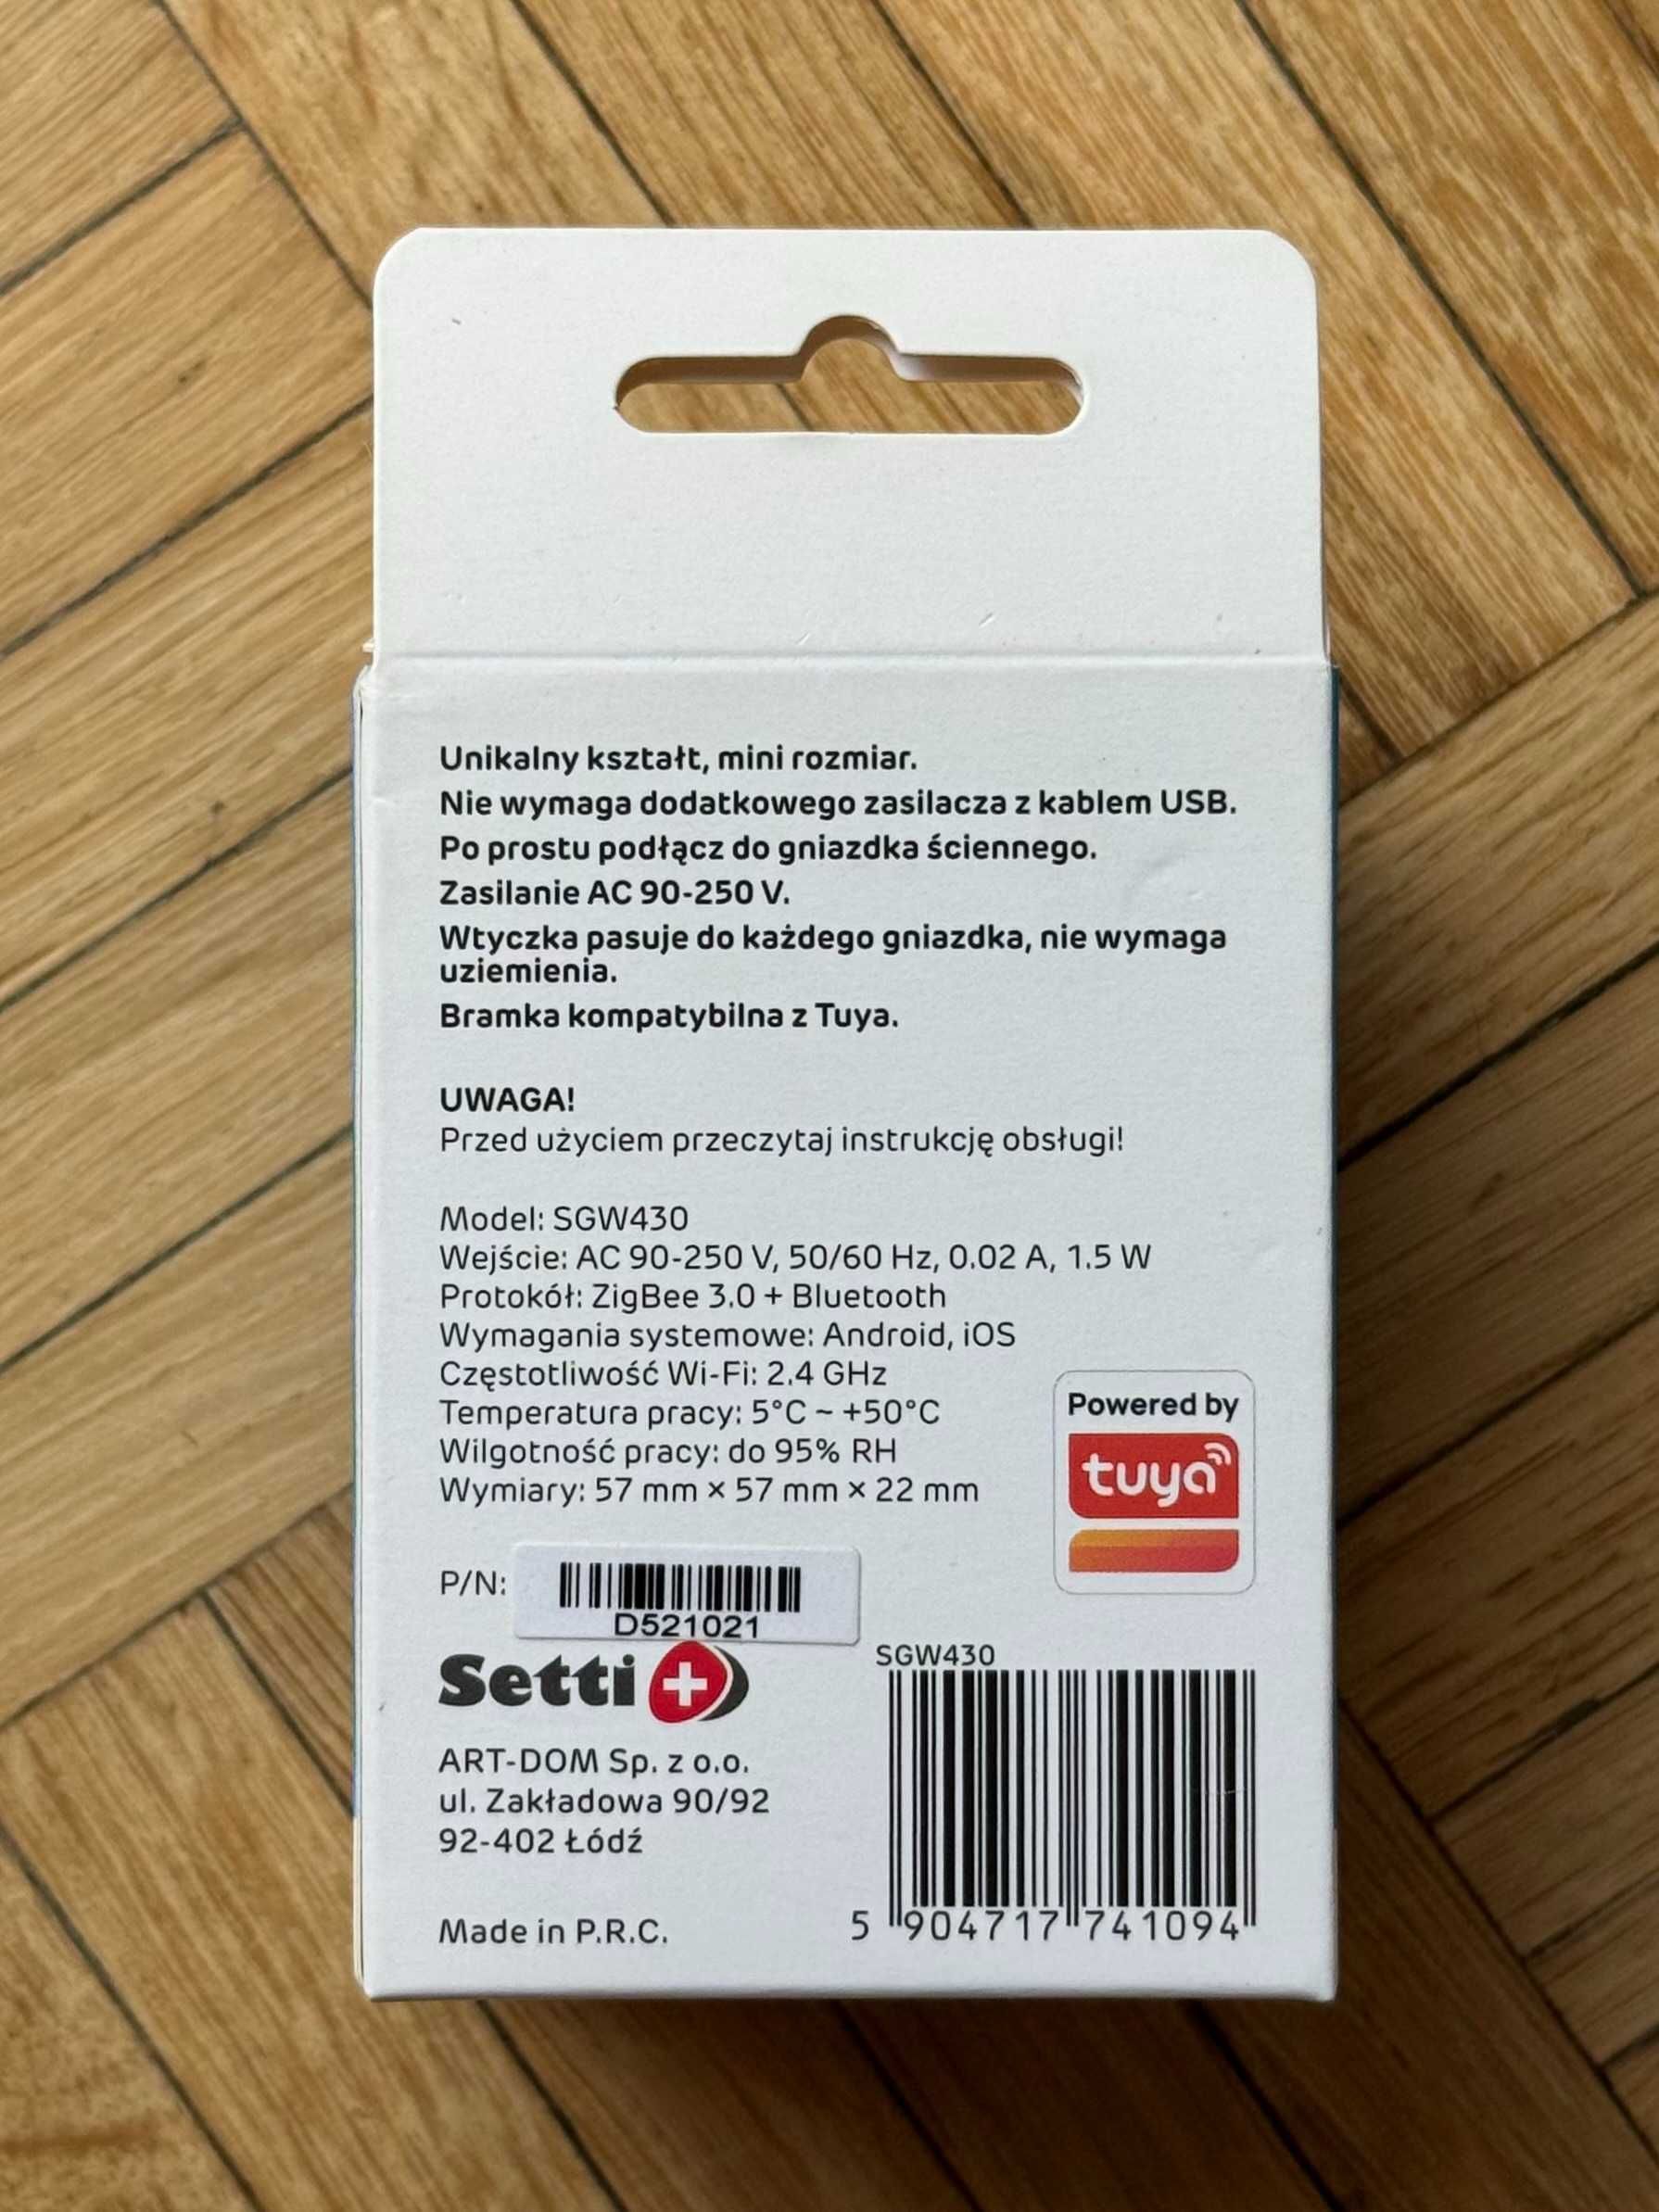 Unikalny kształt, mini rozmiar.
Nie wymaga dodatkowego zasilacza z kablem USB.
Po prostu podłącz do gniazdka ściennego.
Zasilanie AC 90-250 V.
Wtyczka pasuje do każdego gniazdka, nie wymaga
uziemienia.
Bramka kompatybilna z Tuya.
UWAGA!
Przed użyciem przeczytaj instrukcję obsługi!
Model: SGW430
Wejście: AC 90-250 V, 50/60 Hz, 0.02 A, 1.5 W
Protokół: ZigBee 3.0 + Bluetooth
Wymagania systemowe: Android, iOS
Częstotliwość Wi-Fi: 2.4 GHz
Temperatura pracy: 5°C ~ +50°C
Wilgotność pracy: do 95% RH
Wymiary: 57 mm × 57 mm × 22 mm
Powered by
tuya
P/N:
D521021
Setti+
ART-DOM Sp. z o.o.
ul. Zakładowa 90/92
92-402 Łódź
Made in P.R.C.
SGW430
5 904717 741094